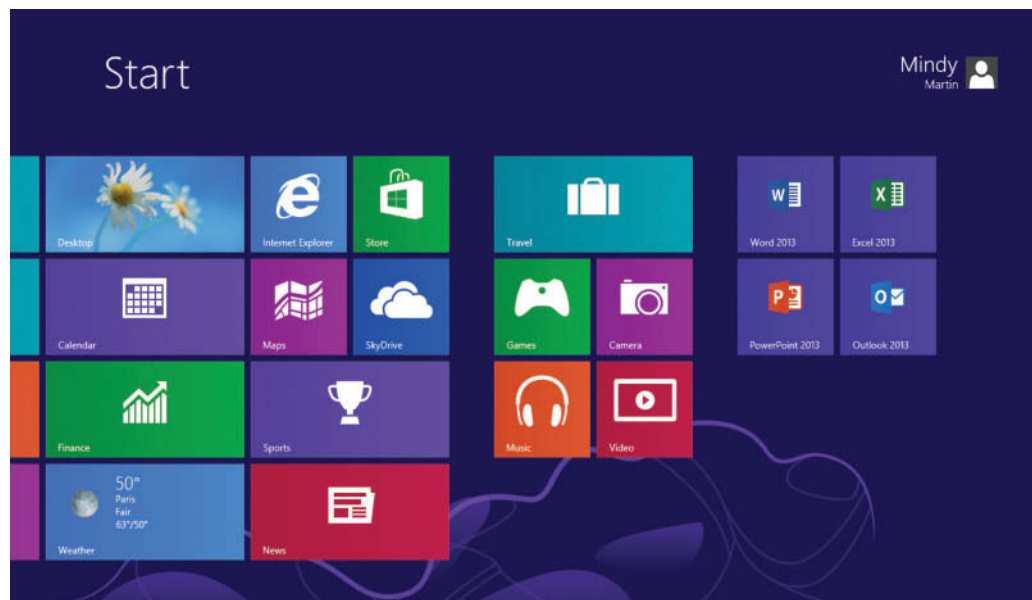 Start
Mindy
Martin
Desktop
Internet Explorer
Store
Travel
W
Word 2013
X
Excel 2013
Calendar
Maps
SkyDrive
Games
Camera
P
PowerPoint 2013
O
Outlook 2013
Finance
Sports
Music
Video
50°
Paris
Fair
63°/50°
Weather
News